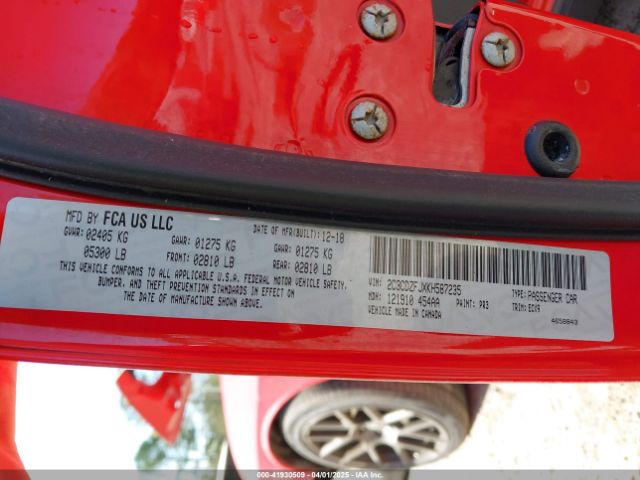 MFD BY FCA US LLC
DATE OF MFR(BUILT): 12-18
GVWR: 02405 KG
GAWR: 01275 KG
GAWR: 01275 KG
05300 LB
FRONT: 02810 LB
REAR: 02810 LB
THIS VEHICLE CONFORMS TO ALL APPLICABLE U.S.A. FEDERAL MOTOR VEHICLE SAFETY,
BUMPER, AND THEFT PREVENTION STANDARDS IN EFFECT ON
THE DATE OF MANUFACTURE SHOWN ABOVE
VIN: 2C3CDZFJXKH587235
TYPE: PASSENGER CAR
MDH: 121910 454AA
PAINT: PR3
TRIM: ECX9
VEHICLE MADE IN CANADA
4658843
000-41930509 04/01/2025 IAA Inc.